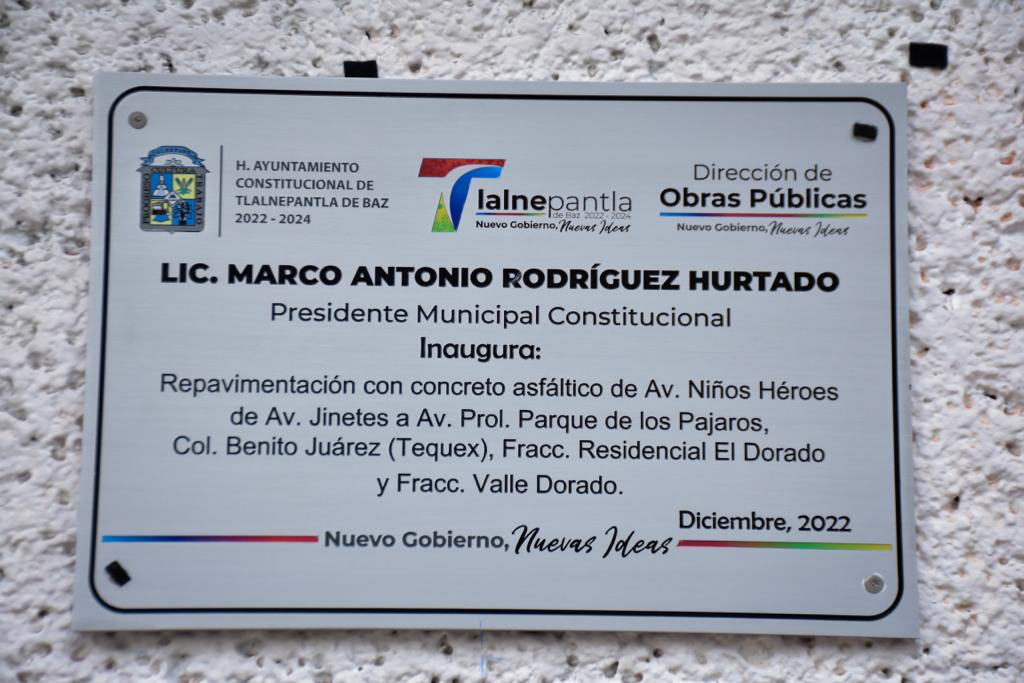 H. AYUNTAMIENTO
CONSTITUCIONAL DE
TLALNEPANTLA DE BAZ
2022 - 2024
Tlalnepantla
de Baz 2022 - 2024
Nuevo Gobierno, Nuevas Ideas
Dirección de
Obras Públicas
Nuevo Gobierno, Nuevas Ideas
LIC. MARCO ANTONIO RODRÍGUEZ HURTADO
Presidente Municipal Constitucional
Inaugura:
Repavimentación con concreto asfáltico de Av. Niños Héroes
de Av. Jinetes a Av. Prol. Parque de los Pajaros,
Col. Benito Juárez (Tequex), Fracc. Residencial El Dorado
y Fracc. Valle Dorado.
Diciembre, 2022
Nuevo Gobierno, Nuevas Ideas